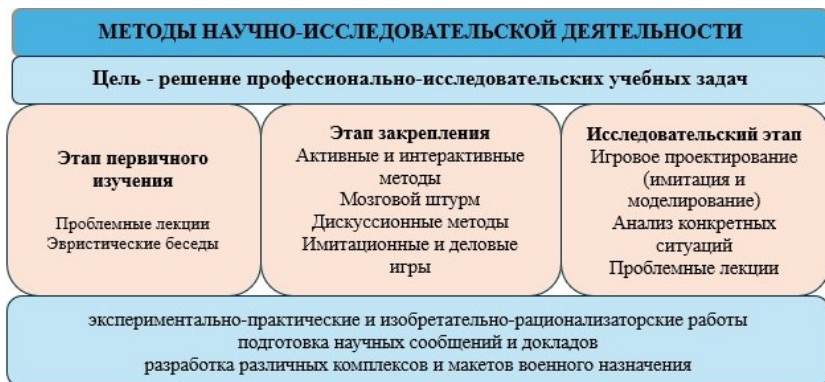 МЕТОДЫ НАУЧНО-ИССЛЕДОВАТЕЛЬСКОЙ ДЕЯТЕЛЬНОСТИ
Цель - решение профессионально-исследовательских учебных задач
Этап первичного
изучения
Проблемные лекции
Эвристические беседы
Этап закрепления
Активные и интерактивные
методы
Мозговой штурм
Дискуссионные методы
Имитационные и деловые
игры
Исследовательский этап
Игровое проектирование
(имитация и
моделирование)
Анализ конкретных
ситуаций
Проблемные лекции
экспериментально-практические и изобретательно-рационализаторские работы
подготовка научных сообщений и докладов
разработка различных комплексов и макетов военного назначения